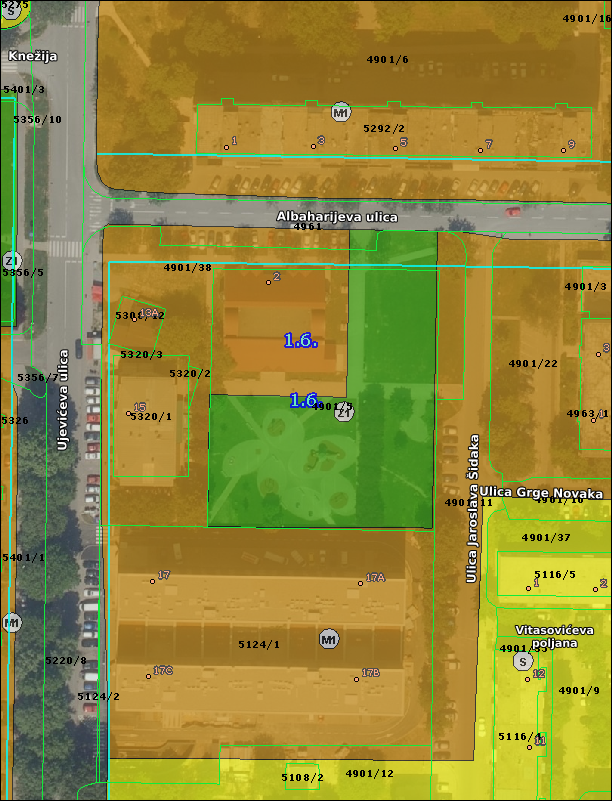 5275
S
4901/16
Knežija
4901/6
5401/3
M1
5356/10
5292/2
1
3
5
7
9
Albaharijeva ulica
4961
Z1
4901/38
5356/5
2
4901/3
13A
1.6.
3
5320/3
4901/22
5320/2
5356/7
Ujevićeva ulica
1.6.
4901/5
Z1
15
5320/1
4963/1
5326
Ulica Jaroslava Šidaka
Ulica Grge Novaka
4901/10
4901/11
4901/37
5401/1
5116/5
17
17A
1
2
M1
Vitasovićeva
poljana
M1
5124/1
S
5220/8
17C
17B
12
4901/9
5124/2
5116/4
11
4901/12
5108/2